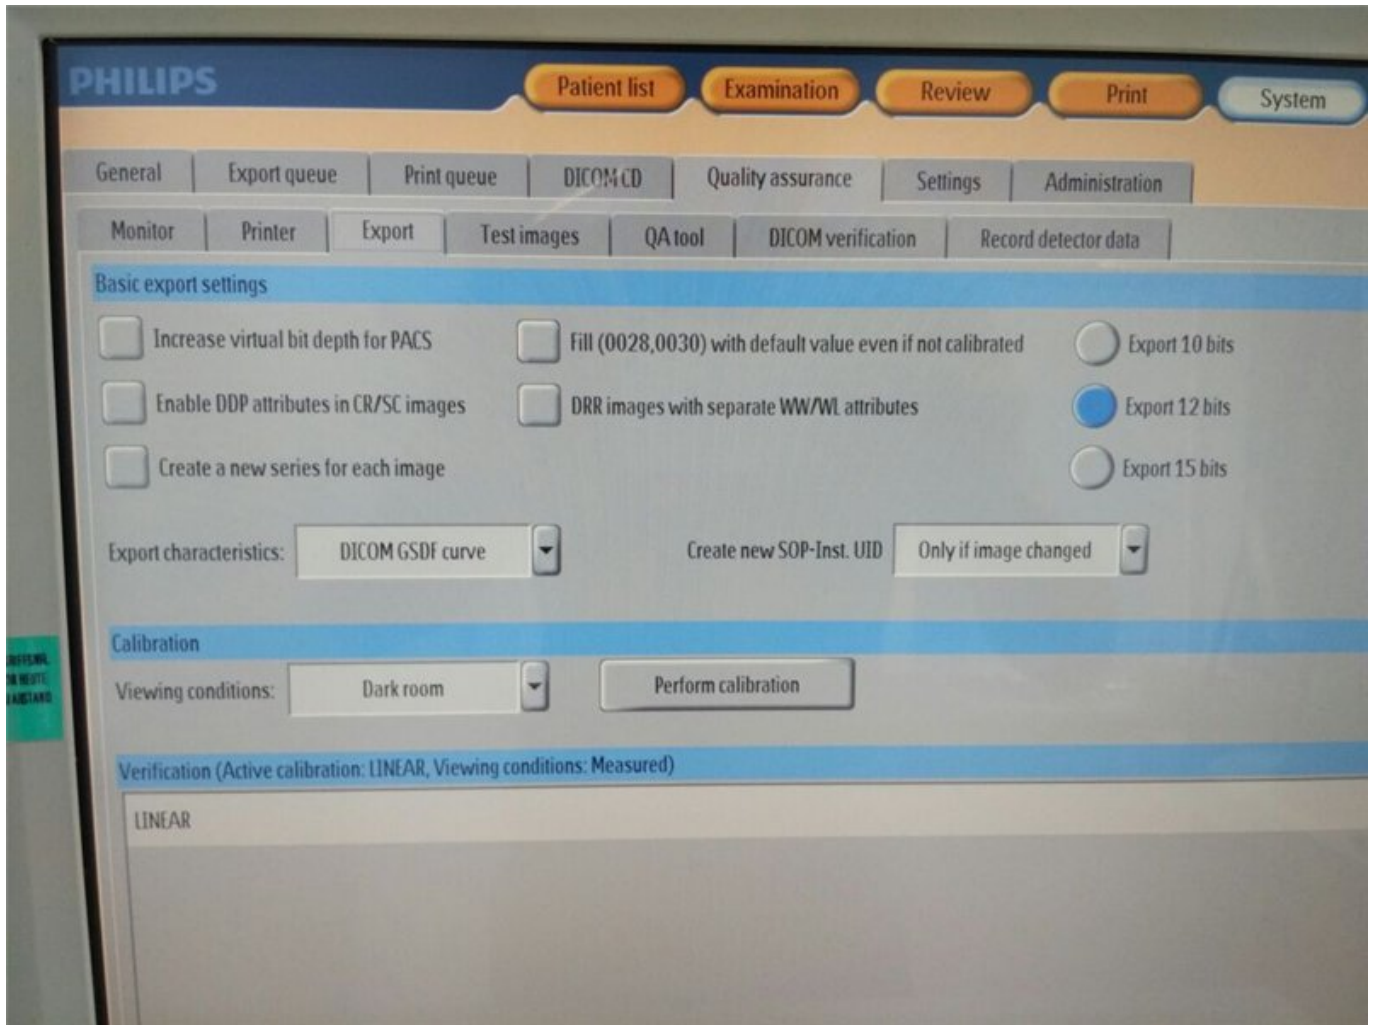 PHILIPS
Patient list Examination Review Print System
General Export queue Print queue DICOM CD Quality assurance Settings Administration
Monitor Printer Export Test images QA tool DICOM verification Record detector data
Basic export settings
Increase virtual bit depth for PACS Fill (0028,0030) with default value even if not calibrated Export 10 bits
Enable DDP attributes in CR/SC images DRR images with separate WW/WL attributes Export 12 bits
Create a new series for each image Export 15 bits
Export characteristics: DICOM GSDF curve Create new SOP-Inst. UID Only if image changed
Calibration
Viewing conditions: Dark room Perform calibration
Verification (Active calibration: LINEAR, Viewing conditions: Measured)
LINEAR